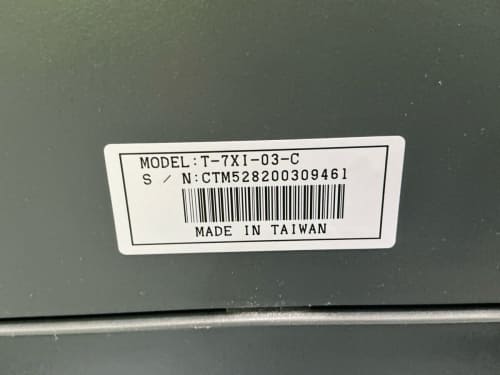 MODEL:T-7XI-03-C
S / N:CTM528200309461
MADE IN TAIWAN